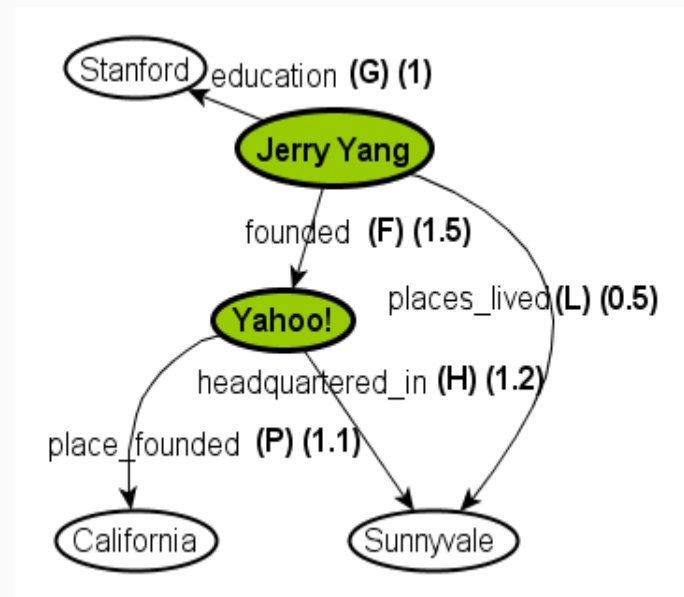 Stanford education (G) (1)
Jerry Yang
founded (F) (1.5)
places_lived (L) (0.5)
Yahoo!
headquartered_in (H) (1.2)
place_founded (P) (1.1)
California
Sunnyvale